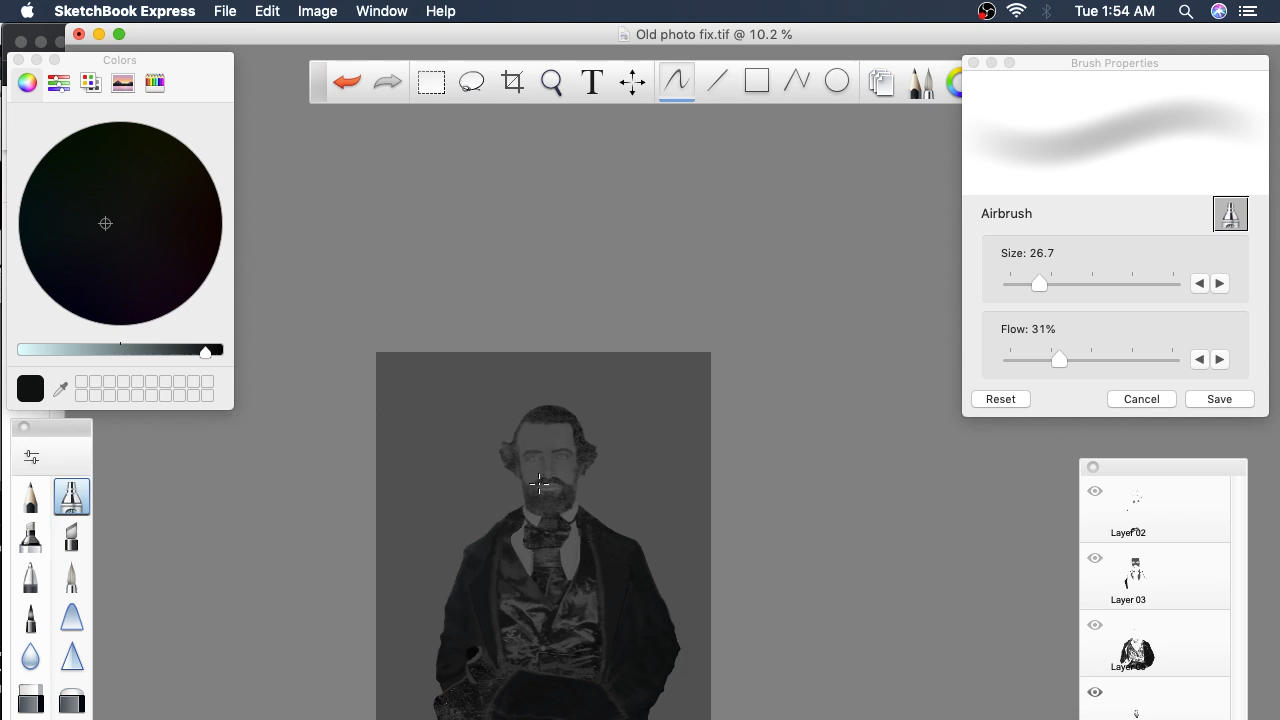 SketchBook Express File Edit Image Window Help Tue 1:54 AM
Old photo fix.tif @ 10.2 %
Colors
T
Brush Properties
Airbrush
Size: 26.7
Flow: 31%
Reset Cancel Save
Layer 02
Layer 03